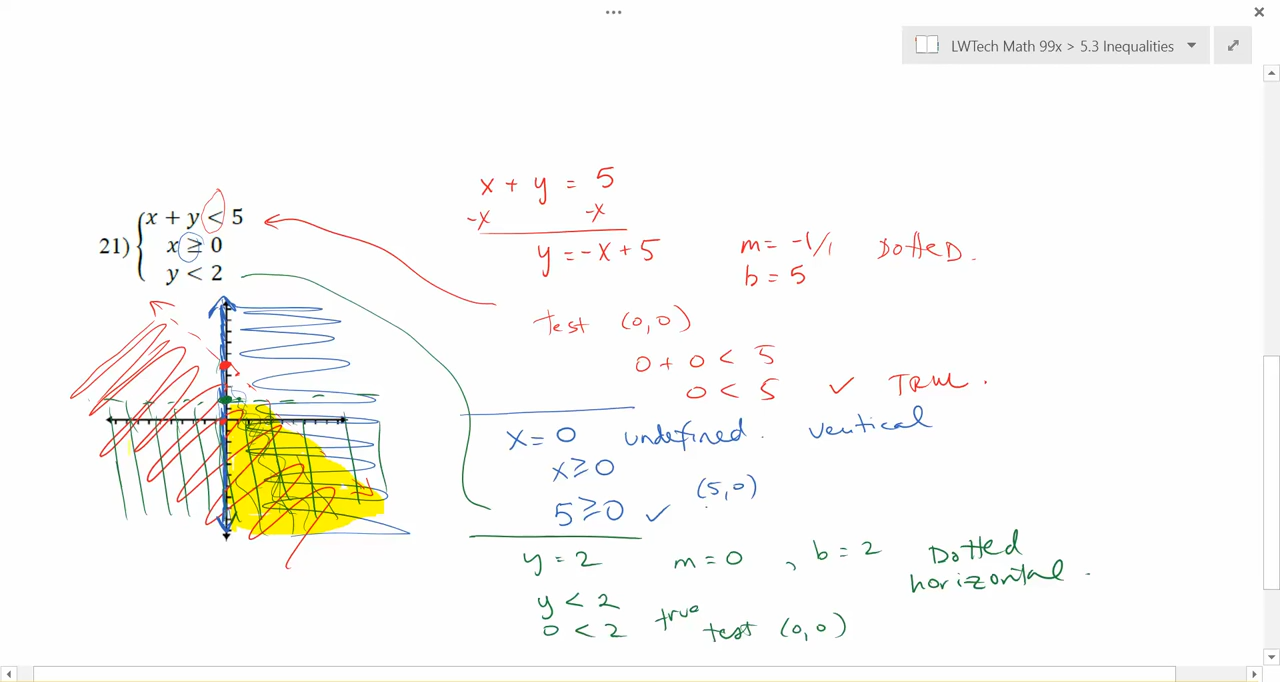 LWTech Math 99x > 5.3 Inequalities
21) { x + y < 5
x ≥ 0
y < 2
x + y = 5
-x -x
y = -x + 5
m = -1/1 Dotted.
b = 5
test (0,0)
0 + 0 < 5
0 < 5 ✓ True.
x = 0 undefined. vertical
x ≥ 0
(5,0)
5 ≥ 0 ✓
y = 2 m = 0 , b = 2 Dotted
horizontal.
y < 2
0 < 2 true test (0,0)